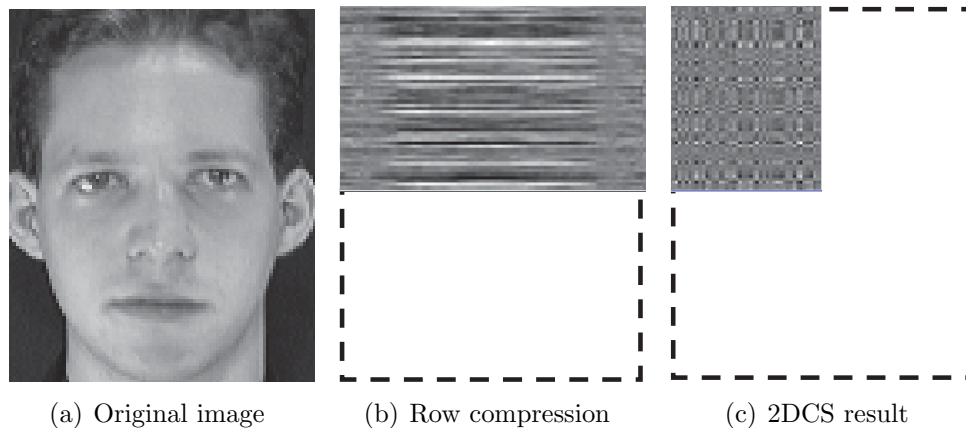 (a) Original image
(b) Row compression
(c) 2DCS result